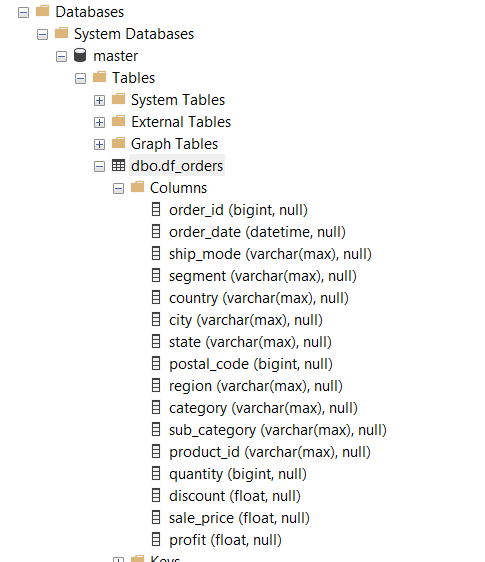 Databases
System Databases
master
Tables
System Tables
External Tables
Graph Tables
dbo.df_orders
Columns
order_id (bigint, null)
order_date (datetime, null)
ship_mode (varchar(max), null)
segment (varchar(max), null)
country (varchar(max), null)
city (varchar(max), null)
state (varchar(max), null)
postal_code (bigint, null)
region (varchar(max), null)
category (varchar(max), null)
sub_category (varchar(max), null)
product_id (varchar(max), null)
quantity (bigint, null)
discount (float, null)
sale_price (float, null)
profit (float, null)
Keys